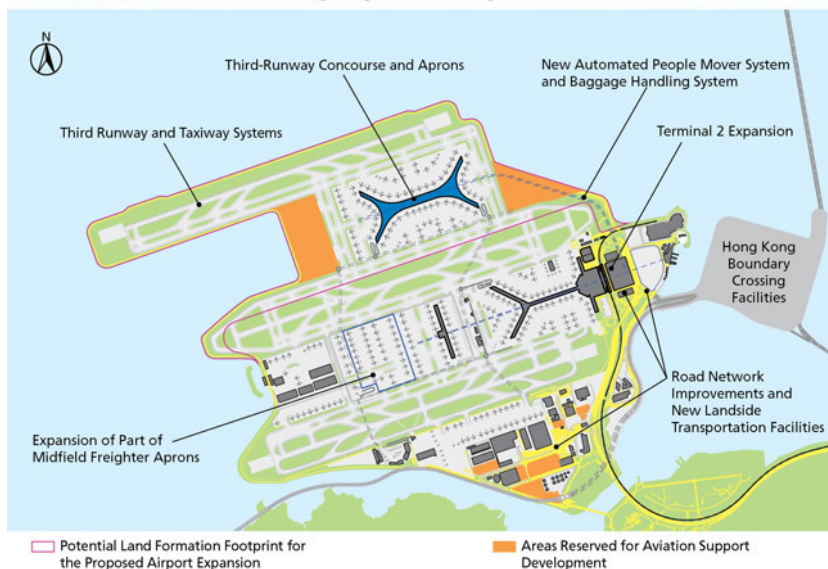 N
Third-Runway Concourse and Aprons
New Automated People Mover System
and Baggage Handling System
Third Runway and Taxiway Systems
Terminal 2 Expansion
Hong Kong
Boundary
Crossing
Facilities
Road Network
Improvements and
New Landside
Transportation Facilities
Expansion of Part of
Midfield Freighter Aprons
Potential Land Formation Footprint for
the Proposed Airport Expansion
Areas Reserved for Aviation Support
Development